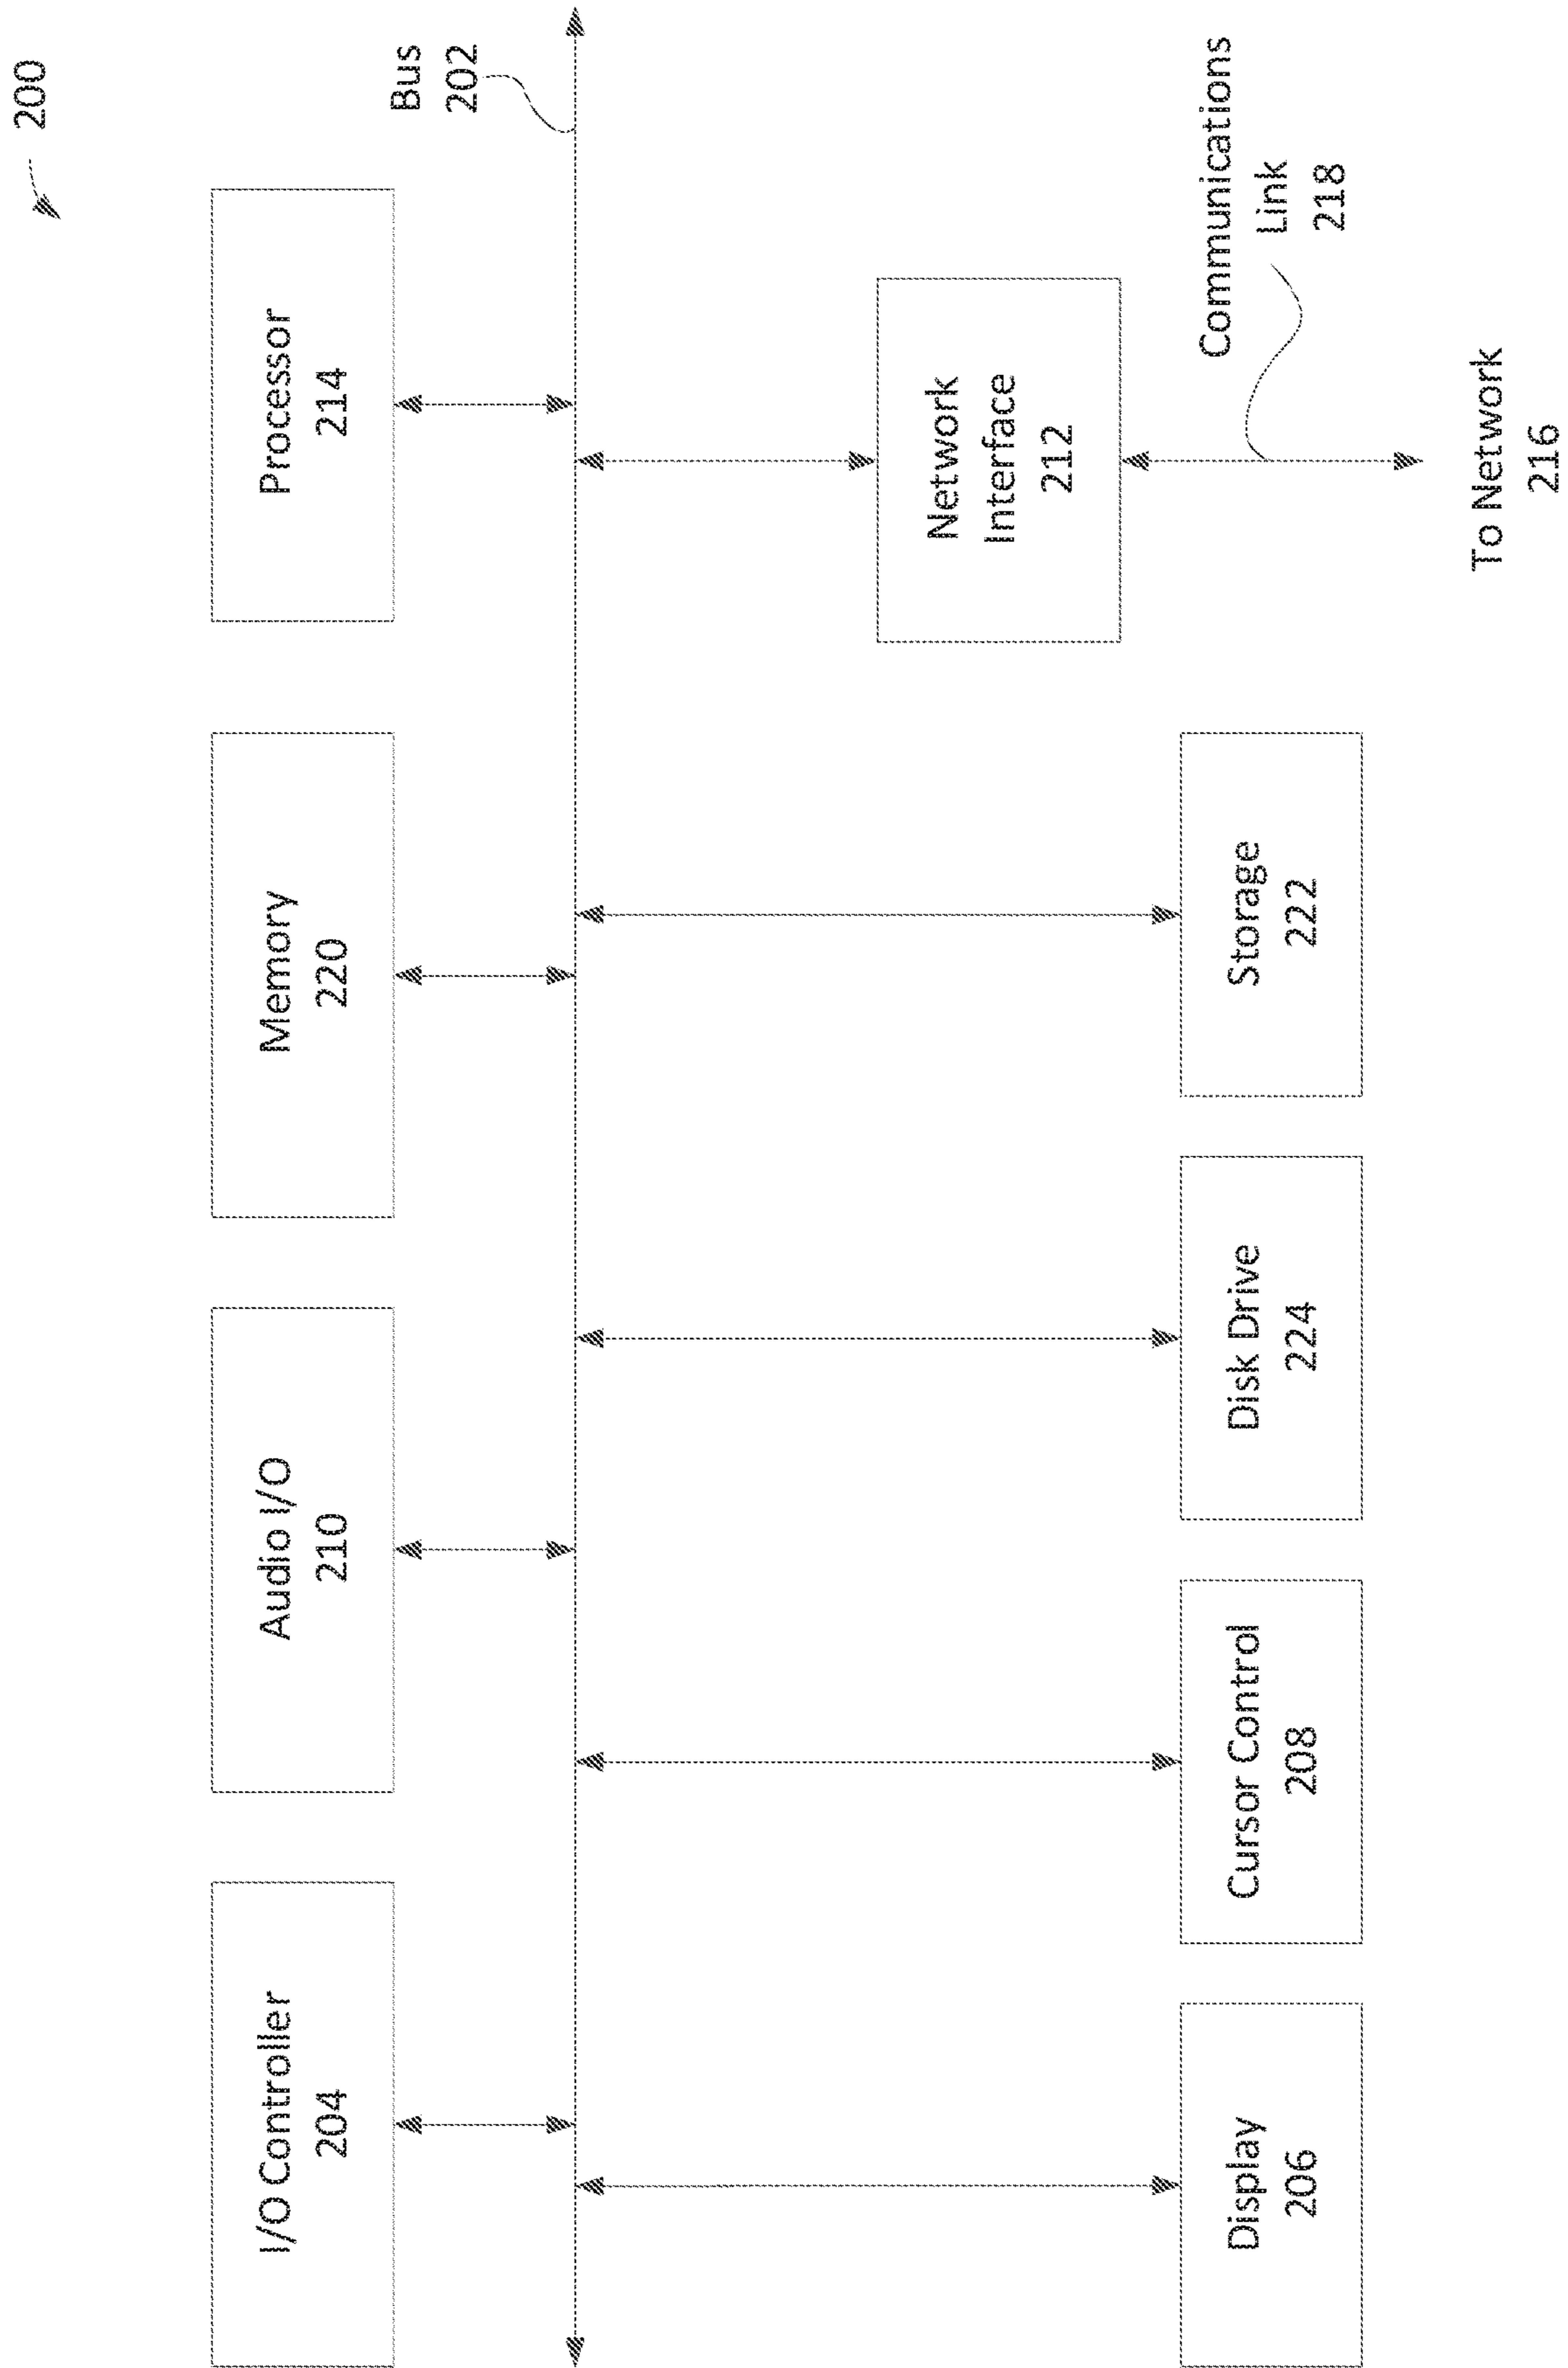 200
I/O Controller
204
Audio I/O
210
Memory
220
Processor
214
Bus
202
Network
Interface
212
Display
206
Cursor Control
208
Disk Drive
224
Storage
222
Communications
Link
218
To Network
216